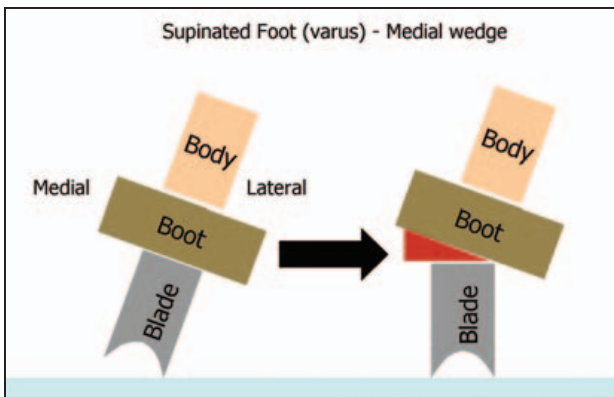 Supinated Foot (varus) - Medial wedge
Body
Medial
Lateral
Boot
Blade
Body
Boot
Blade